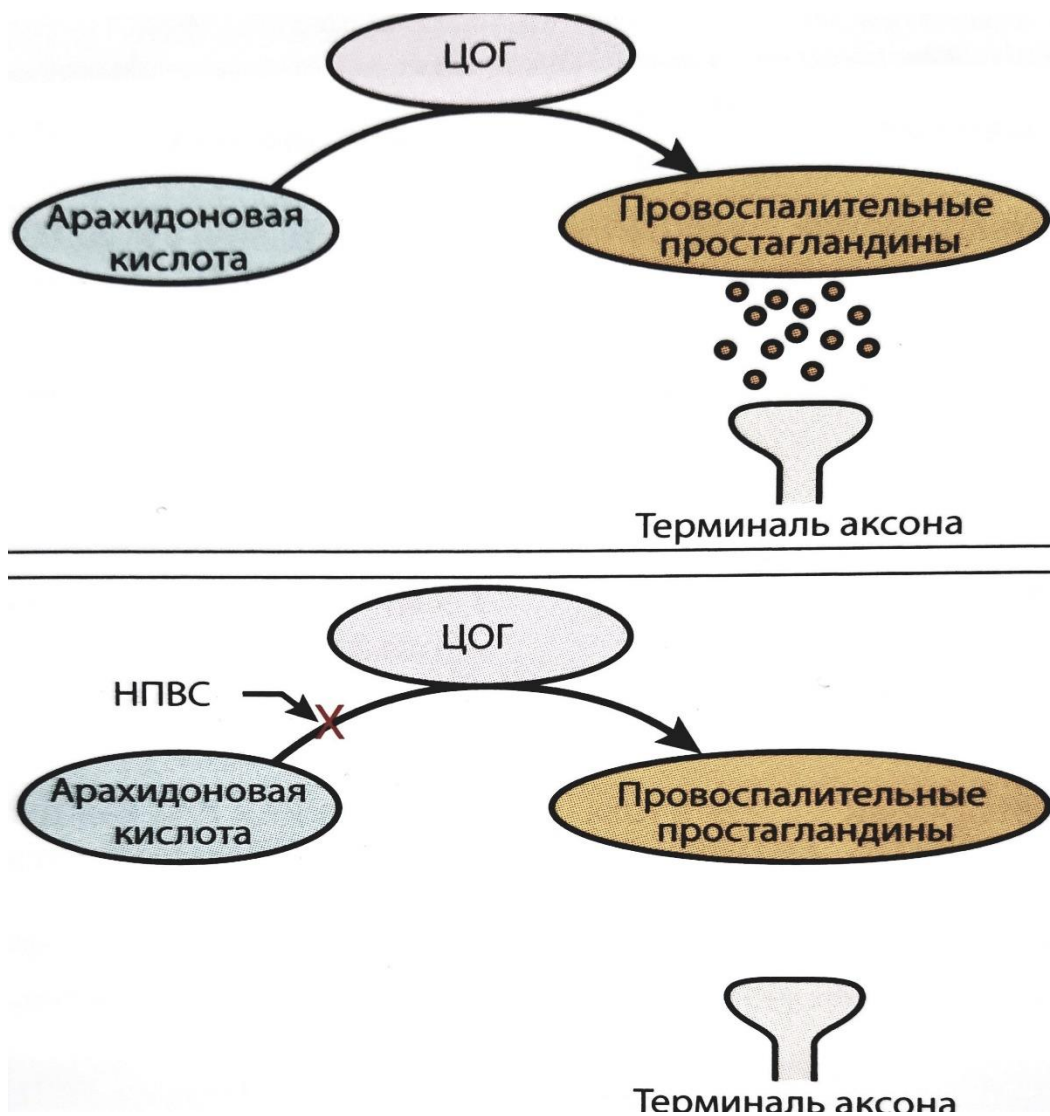 ЦОГ
Арахидоновая
кислота
Провоспалительные
простагландины
Терминаль аксона
ЦОГ
НПВС
Арахидоновая
кислота
Провоспалительные
простагландины
Терминаль аксона